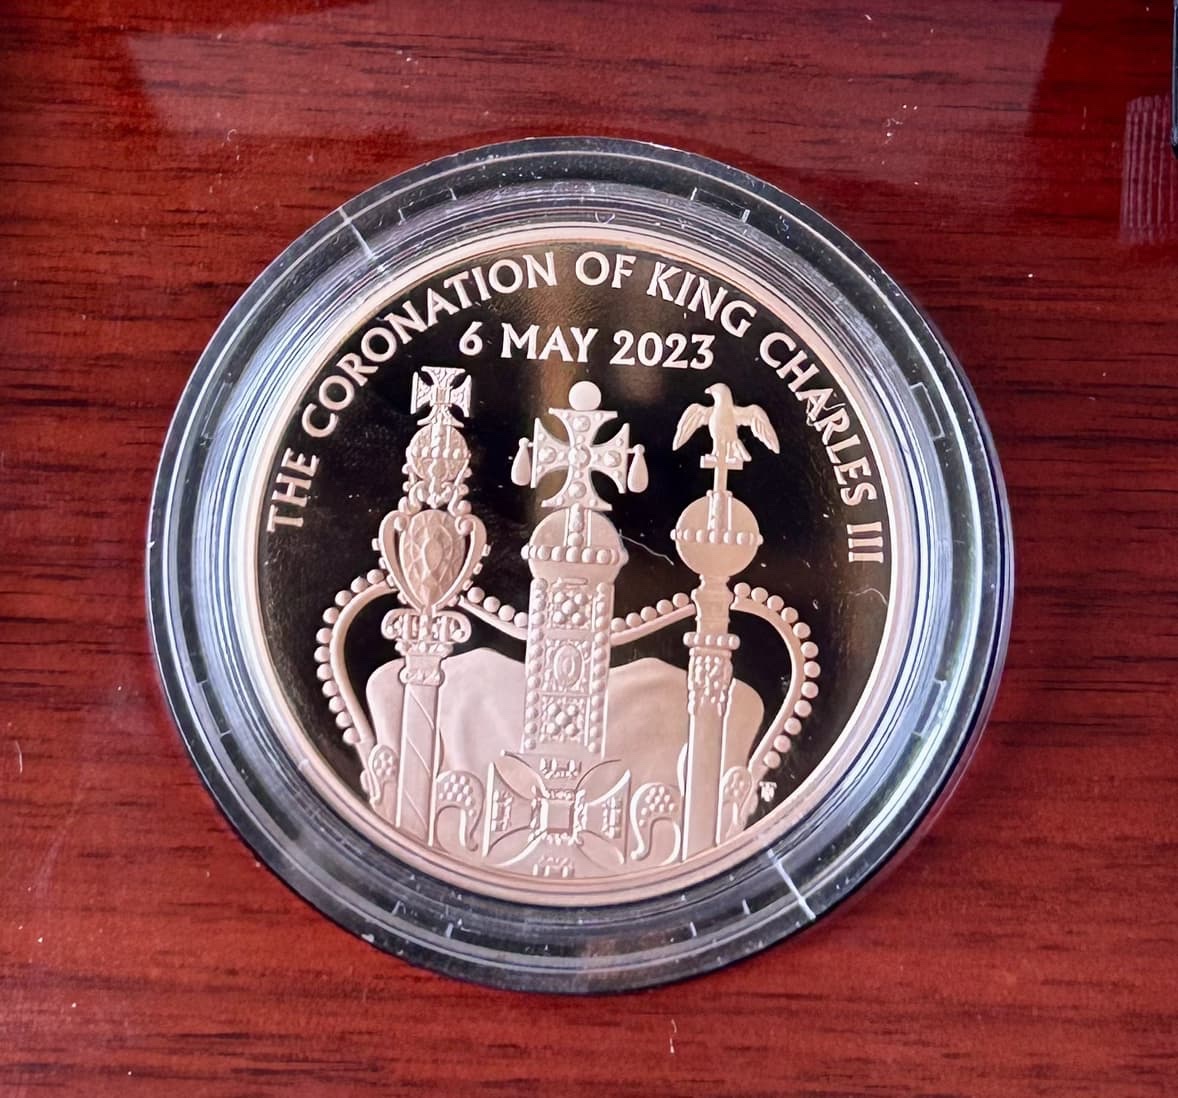 THE CORONATION OF KING CHARLES III
6 MAY 2023